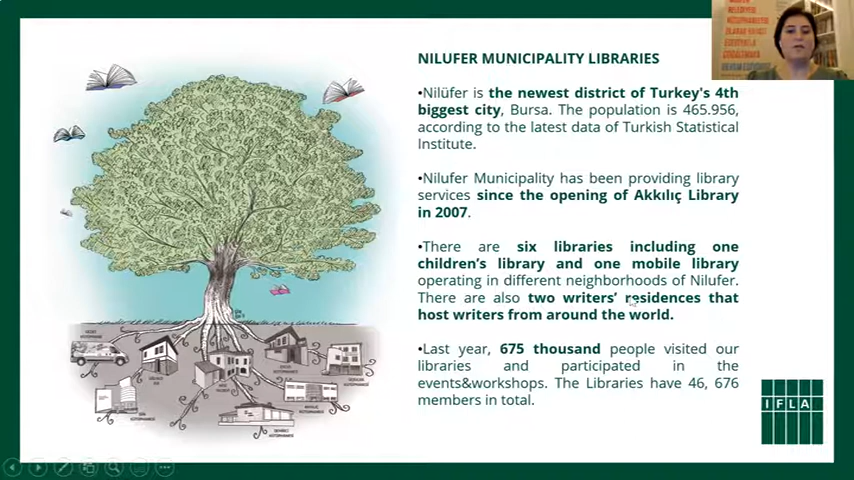 NILUFER MUNICIPALITY LIBRARIES
•Nilüfer is the newest district of Turkey's 4th
biggest city, Bursa. The population is 465.956,
according to the latest data of Turkish Statistical
Institute.
•Nilufer Municipality has been providing library
services since the opening of Akkılıç Library
in 2007.
•There are six libraries including one
children's library and one mobile library
operating in different neighborhoods of Nilufer.
There are also two writers' residences that
host writers from around the world.
•Last year, 675 thousand people visited our
libraries and participated in the
events&workshops. The Libraries have 46, 676
members in total.
IFLA